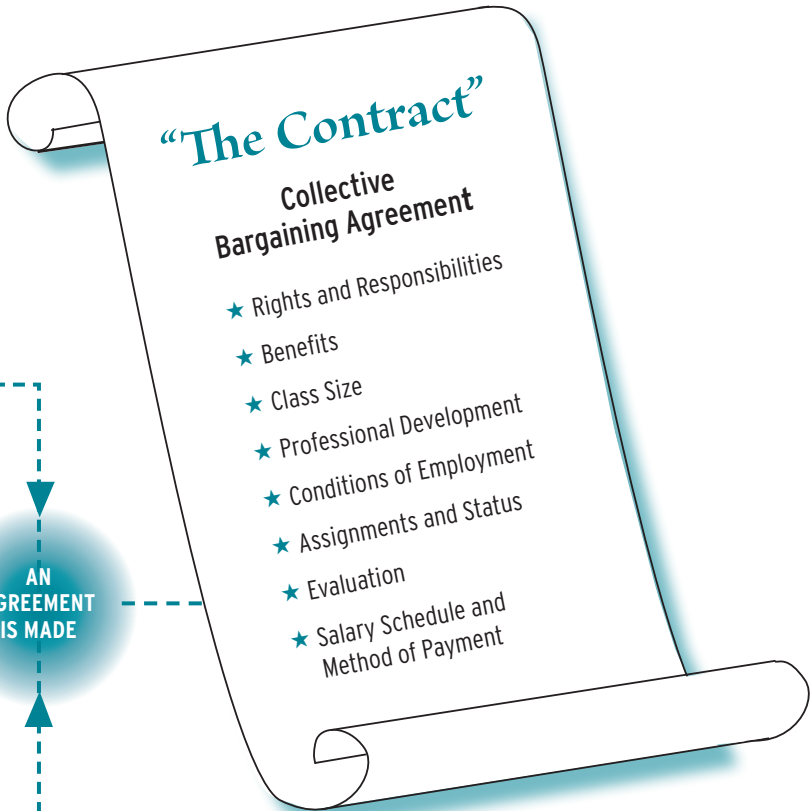 “The Contract”
Collective
Bargaining Agreement
★ Rights and Responsibilities
★ Benefits
★ Class Size
★ Professional Development
★ Conditions of Employment
★ Assignments and Status
★ Evaluation
★ Salary Schedule and
Method of Payment
AN
GREEMENT
IS MADE